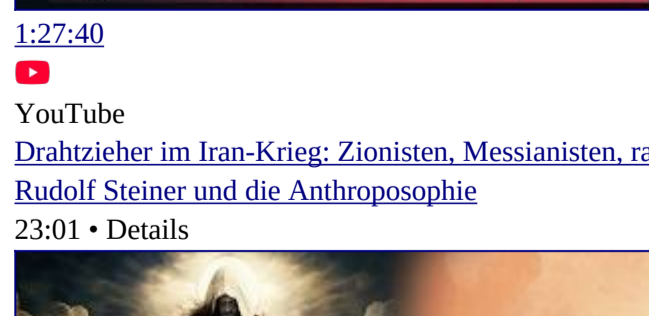 1:27:40
YouTube
Drahtzieher im Iran-Krieg: Zionisten, Messianisten,
Rudolf Steiner und die Anthroposophie
23:01 • Details